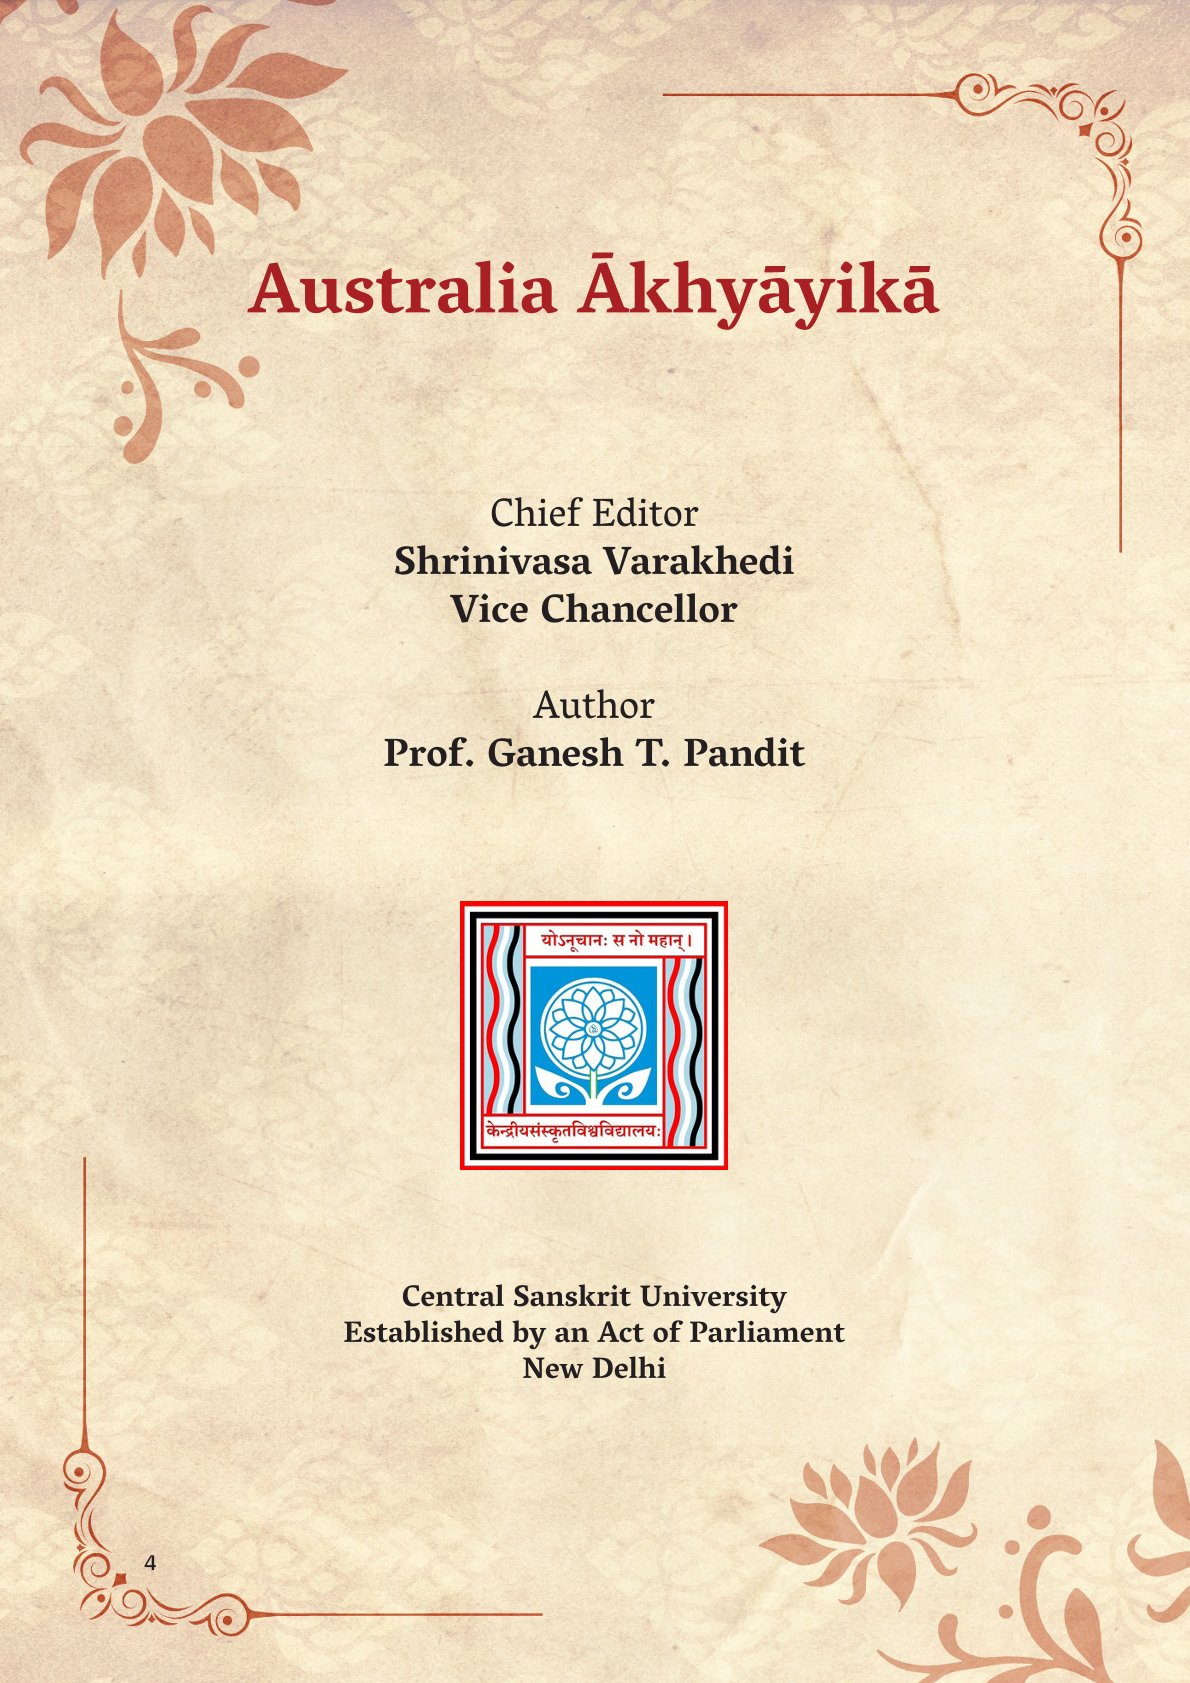 Australia Ākhyāyikā
Chief Editor
Shrinivasa Varakhedi
Vice Chancellor
Author
Prof. Ganesh T. Pandit
योऽनूचानः स नो महान् ।
केन्द्रीयसंस्कृतविश्वविद्यालयः
Central Sanskrit University
Established by an Act of Parliament
New Delhi
4